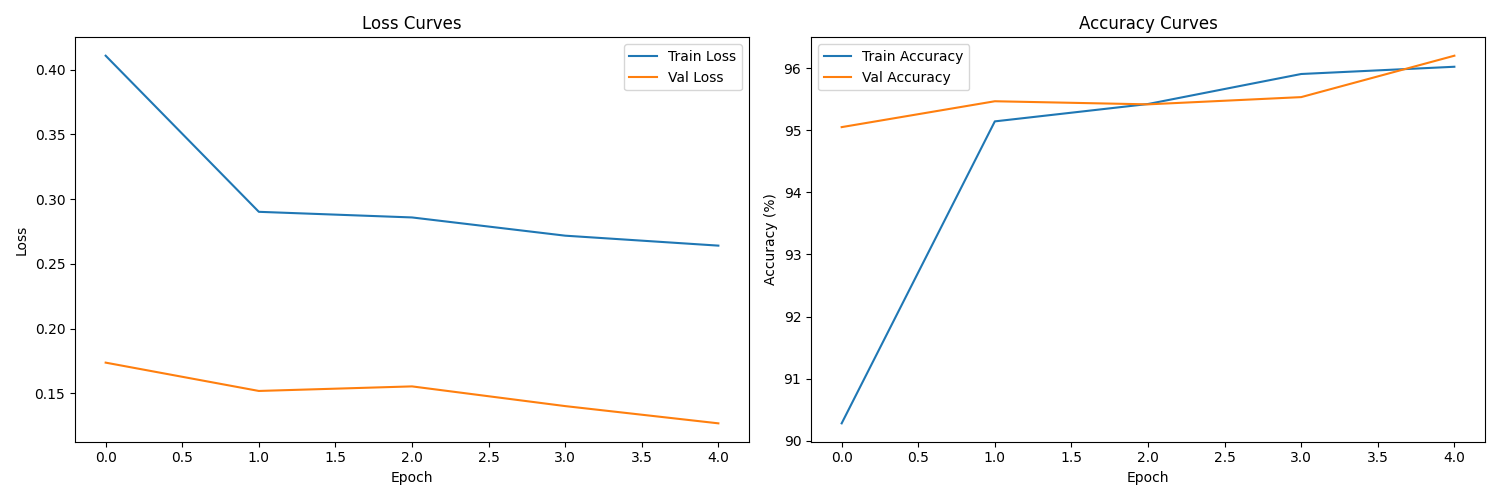 Loss Curves
Train Loss
Val Loss
0.40
0.35
0.30
0.25
0.20
0.15
Loss
0.0 0.5 1.0 1.5 2.0 2.5 3.0 3.5 4.0
Epoch
Accuracy Curves
Train Accuracy
Val Accuracy
96
95
94
93
92
91
90
Accuracy (%)
0.0 0.5 1.0 1.5 2.0 2.5 3.0 3.5 4.0
Epoch